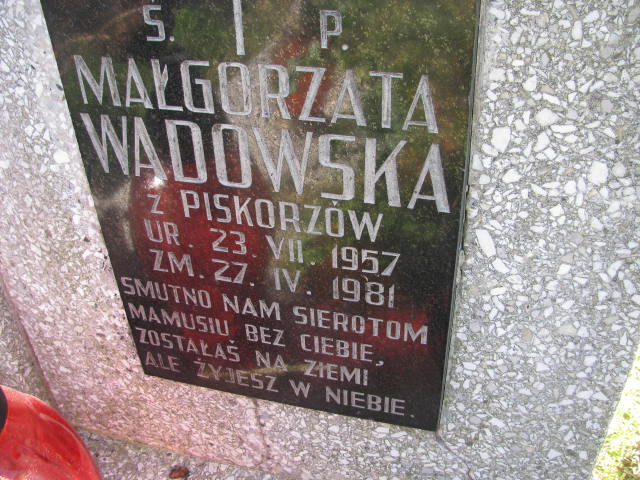 Ś. P.
MAŁGORZATA
WĄDOWSKA
Z PISKORZÓW
UR. 23. VII. 1957
ZM. 27. IV. 1981
SMUTNO NAM SIEROTOM
MAMUSIU BEZ CIEBIE,
ZOSTAŁAŚ NA ZIEMI
ALE ŻYJESZ W NIEBIE.